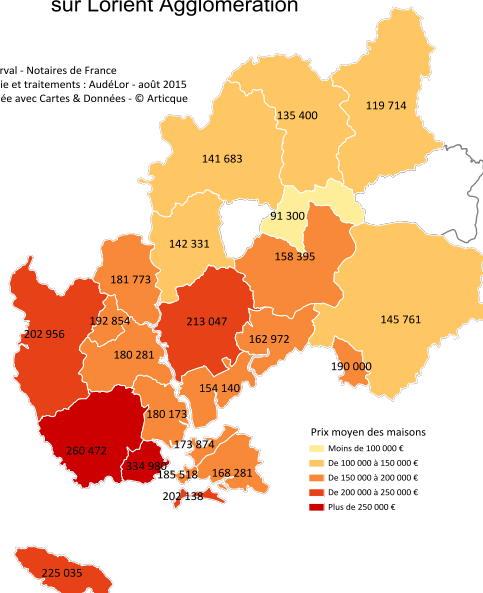 sur Lorient Agglomération
rval - Notaires de France
ie et traitements : AudéLor - août 2015
ée avec Cartes & Données - © Articque
119 714
135 400
141 683
91 300
142 331
158 395
181 773
192 854
213 047
145 761
202 956
162 972
180 281
190 000
154 140
180 173
173 874
260 472
334 980
185 518
168 281
202 138
225 035
Prix moyen des maisons
Moins de 100 000 €
De 100 000 à 150 000 €
De 150 000 à 200 000 €
De 200 000 à 250 000 €
Plus de 250 000 €